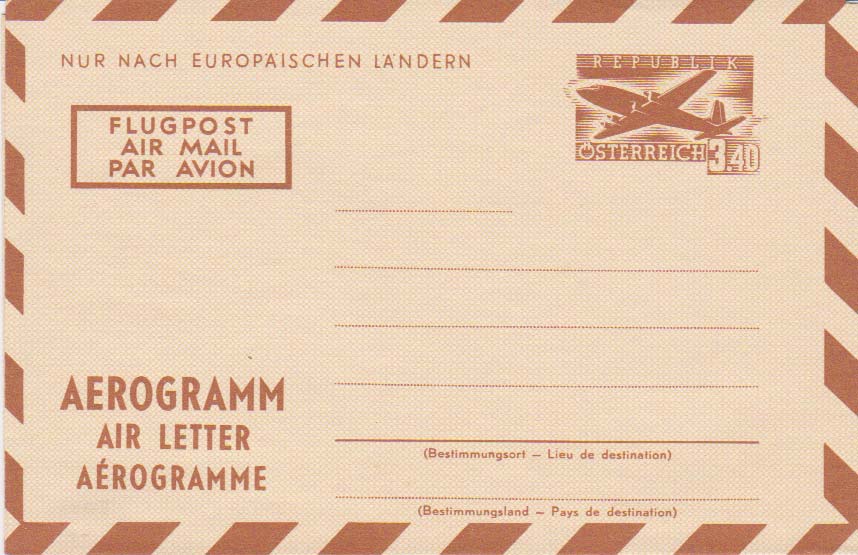 NUR NACH EUROPÄISCHEN LÄNDERN
REPUBLIK
ÖSTERREICH 3.40
FLUGPOST
AIR MAIL
PAR AVION
AEROGRAMM
AIR LETTER
AÉROGRAMME
(Bestimmungsort – Lieu de destination)
(Bestimmungsland – Pays de destination)